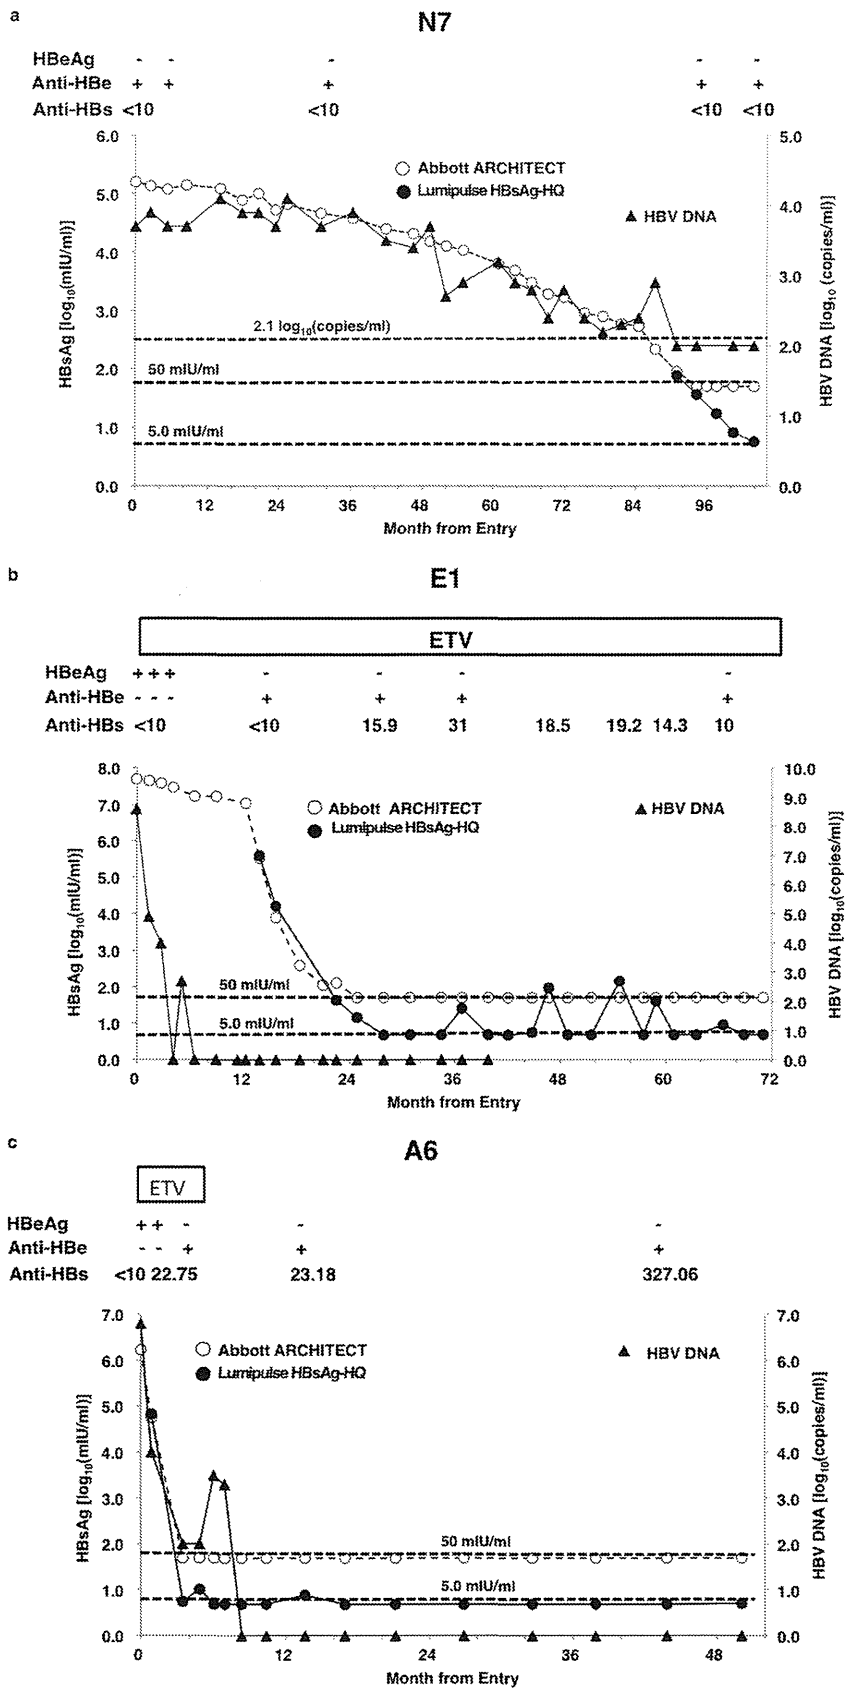 a
N7
HBeAg - - - - -
Anti-HBe + + + + +
Anti-HBs <10 <10 <10 <10
6.0 5.0
Abbott ARCHITECT
5.0 Lumipulse HBsAg-HQ
HBV DNA
4.0
4.0
3.0
3.0
2.1 log10(copies/ml)
2.0
2.0 50 mIU/ml
1.0
1.0 5.0 mIU/ml
0.0 0.0
HBsAg [log10(mIU/ml)]
HBV DNA [log10 (copies/ml)]
0 12 24 36 48 60 72 84 96
Month from Entry
b
E1
ETV
HBeAg + + + - - - -
Anti-HBe - - - + + + +
Anti-HBs <10 <10 15.9 31 18.5 19.2 14.3 10
8.0 10.0
7.0 Abbott ARCHITECT HBV DNA 9.0
Lumipulse HBsAg-HQ 8.0
6.0 7.0
5.0 6.0
4.0 5.0
4.0
3.0 3.0
2.0 50 mIU/ml 2.0
1.0 5.0 mIU/ml 1.0
0.0 0.0
HBsAg [log10(mIU/ml)]
HBV DNA [log10(copies/ml)]
0 12 24 36 48 60 72
Month from Entry
c
A6
ETV
HBeAg + + - - -
Anti-HBe - - + + +
Anti-HBs <10 22.75 23.18 327.06
7.0 7.0
Abbott ARCHITECT HBV DNA
6.0 Lumipulse HBsAg-HQ 6.0
5.0 5.0
4.0 4.0
3.0 3.0
2.0 50 mIU/ml 2.0
1.0 5.0 mIU/ml 1.0
0.0 0.0
HBsAg [log10(mIU/ml)]
HBV DNA [log10(copies/ml)]
0 12 24 36 48
Month from Entry